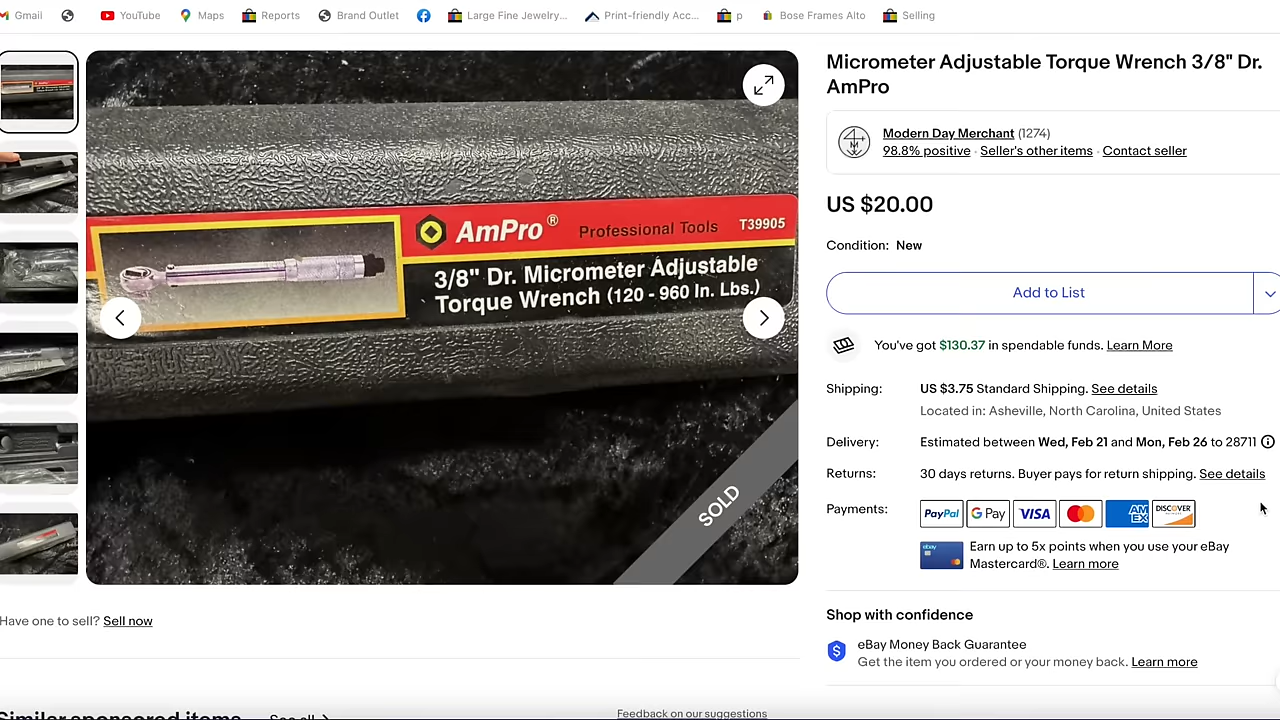 Gmail
YouTube
Maps
Reports
Brand Outlet
Large Fine Jewelry...
Print-friendly Acc...
p
Bose Frames Alto
Selling
Micrometer Adjustable Torque Wrench 3/8" Dr.
AmPro
Modern Day Merchant (1274)
98.8% positive · Seller's other items · Contact seller
US $20.00
Condition: New
Add to List
You've got $130.37 in spendable funds. Learn More
Shipping: US $3.75 Standard Shipping. See details
Located in: Asheville, North Carolina, United States
Delivery: Estimated between Wed, Feb 21 and Mon, Feb 26 to 28711
Returns: 30 days returns. Buyer pays for return shipping. See details
Payments: PayPal G Pay VISA AMEX DISCOVER
ebay
Earn up to 5x points when you use your eBay
Mastercard®. Learn more
Shop with confidence
eBay Money Back Guarantee
Get the item you ordered or your money back. Learn more
AmPro® Professional Tools T39905
3/8" Dr. Micrometer Adjustable
Torque Wrench (120 - 960 In. Lbs.)
SOLD
Have one to sell? Sell now
Similar sponsored items See all
Feedback on our suggestions